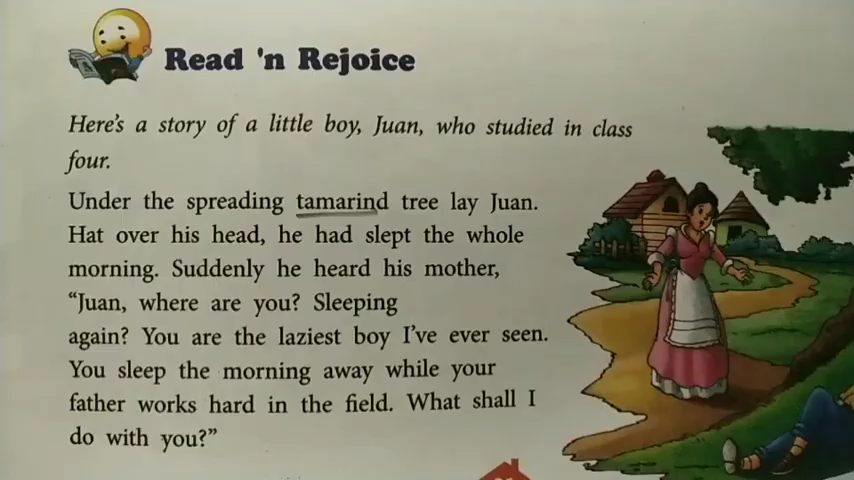 Read 'n Rejoice
Here's a story of a little boy, Juan, who studied in class
four.
Under the spreading tamarind tree lay Juan.
Hat over his head, he had slept the whole
morning. Suddenly he heard his mother,
“Juan, where are you? Sleeping
again? You are the laziest boy I've ever seen.
You sleep the morning away while your
father works hard in the field. What shall I
do with you?”